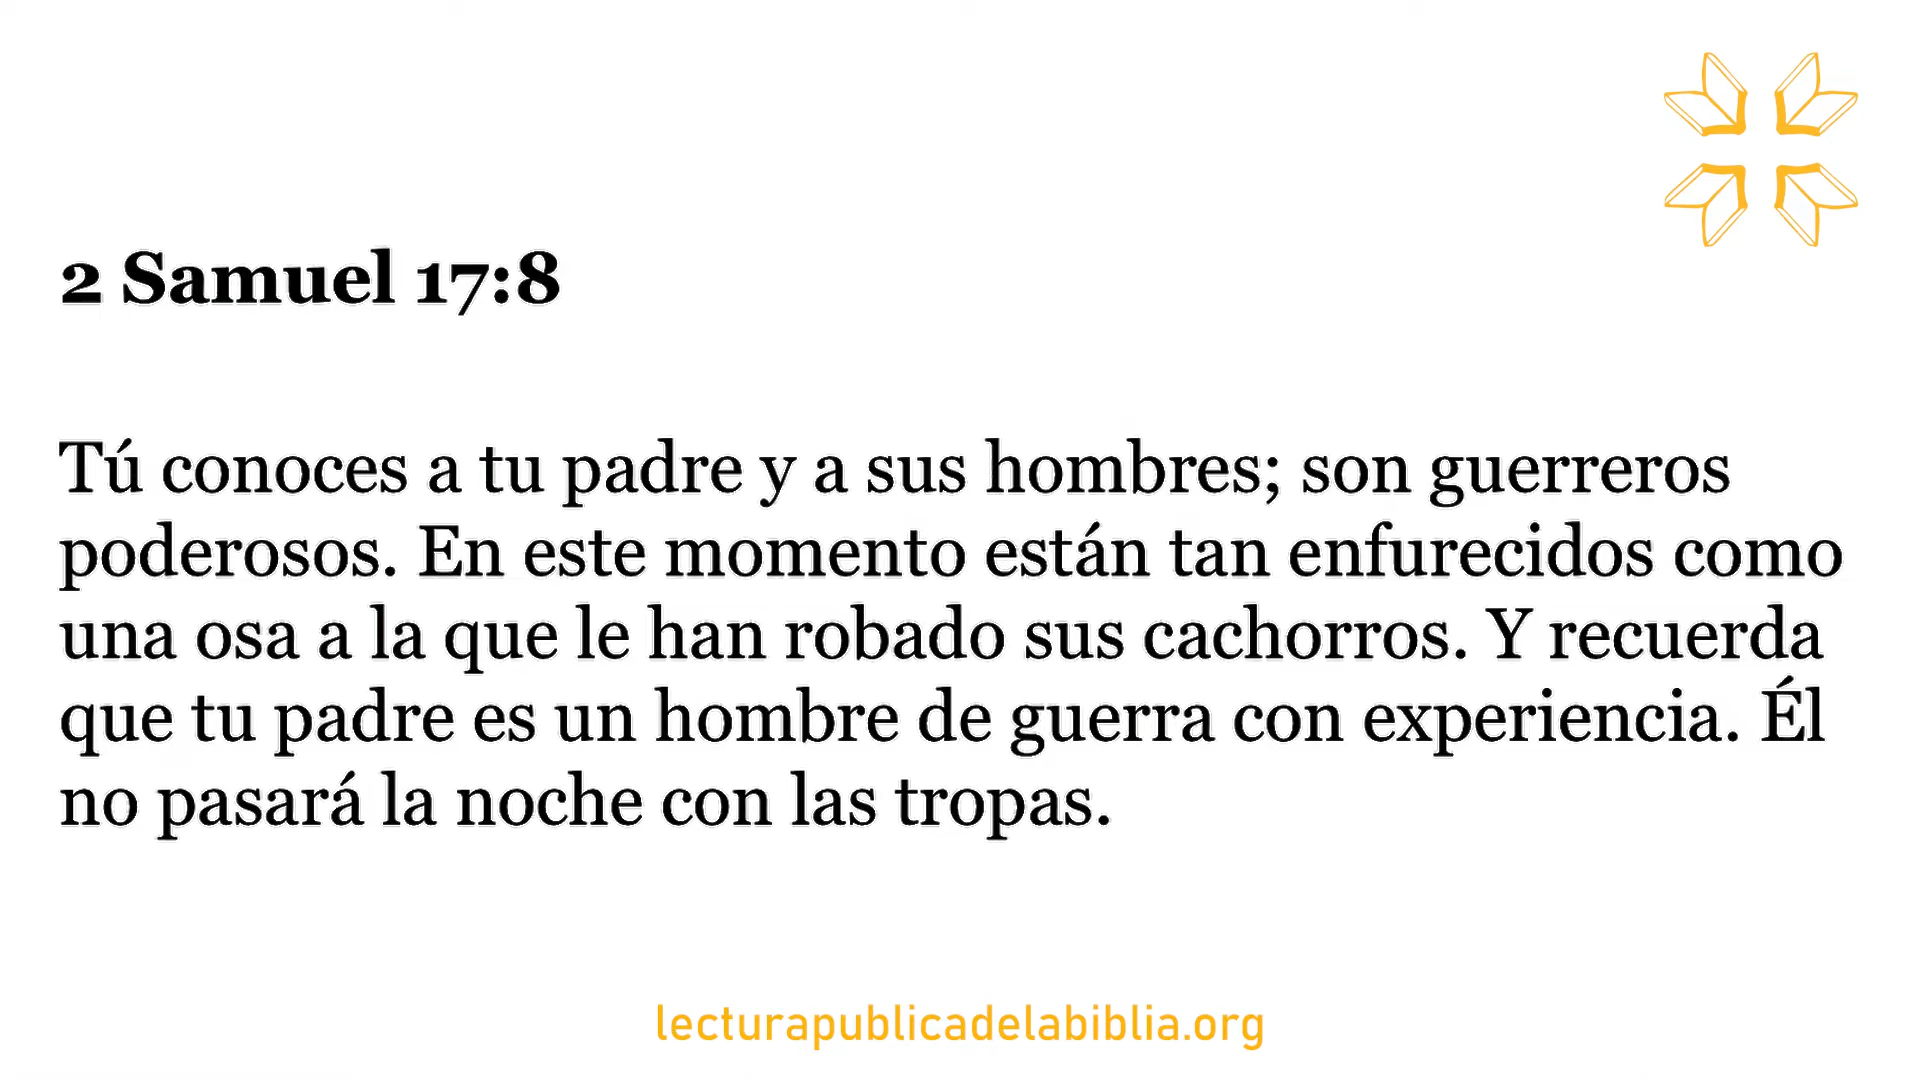 2 Samuel 17:8
Tú conoces a tu padre y a sus hombres; son guerreros
poderosos. En este momento están tan enfurecidos como
una osa a la que le han robado sus cachorros. Y recuerda
que tu padre es un hombre de guerra con experiencia. Él
no pasará la noche con las tropas.
lecturapublicadelabiblia.org